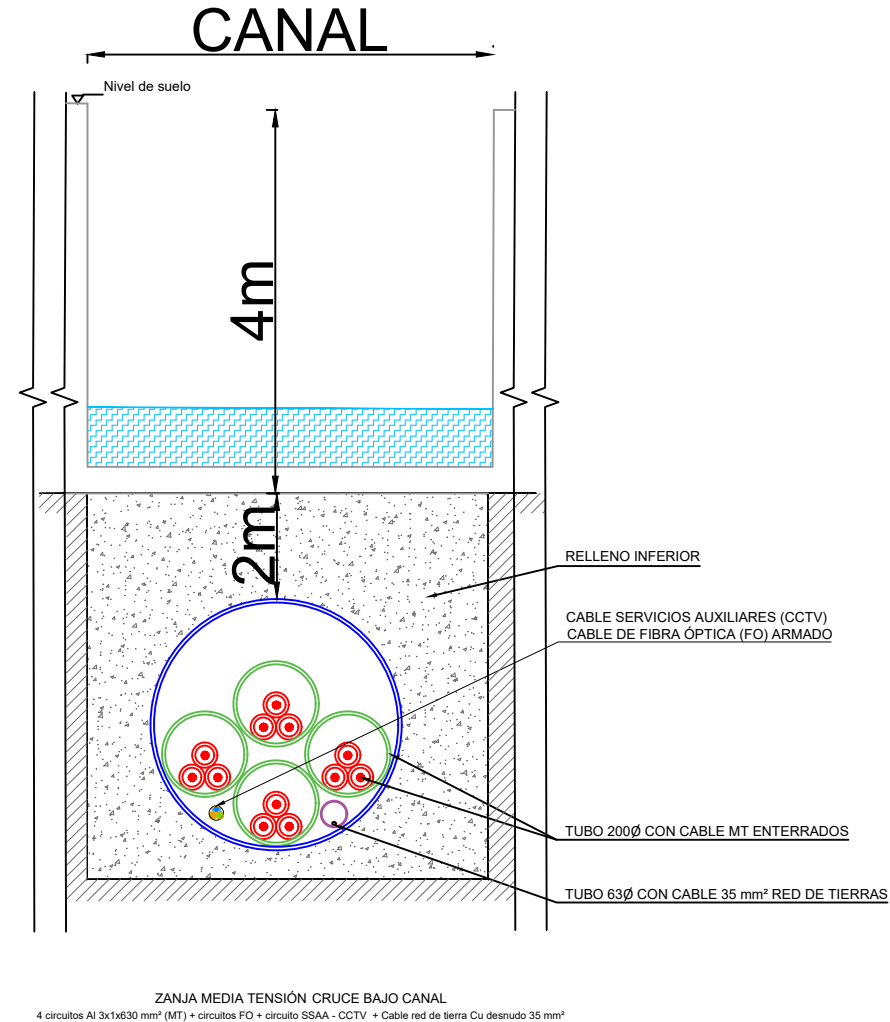 CANAL
Nivel de suelo
4m
2m
RELLENO INFERIOR
CABLE SERVICIOS AUXILIARES (CCTV)
CABLE DE FIBRA ÓPTICA (FO) ARMADO
TUBO 200Ø CON CABLE MT ENTERRADOS
TUBO 63Ø CON CABLE 35 mm² RED DE TIERRAS
ZANJA MEDIA TENSIÓN CRUCE BAJO CANAL
4 circuitos Al 3x1x630 mm² (MT) + circuitos FO + circuito SSAA - CCTV + Cable red de tierra Cu desnudo 35 mm²